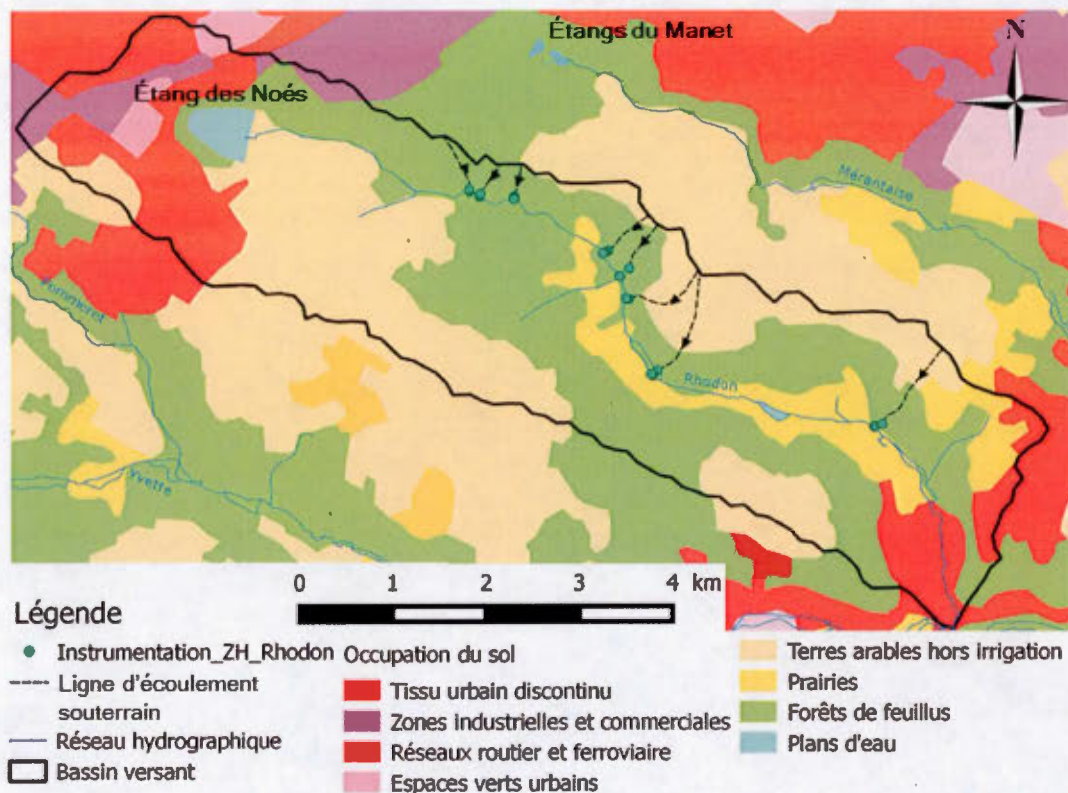 Étangs du Manet
N
Étang des Noés
Mérantaise
Pommeret
Rhodon
Yvette
0 1 2 3 4 km
Légende
Instrumentation_ZH_Rhodon
Ligne d'écoulement
souterrain
Réseau hydrographique
Bassin versant
Occupation du sol
Tissu urbain discontinu
Zones industrielles et commerciales
Réseaux routier et ferroviaire
Espaces verts urbains
Terres arables hors irrigation
Prairies
Forêts de feuillus
Plans d'eau